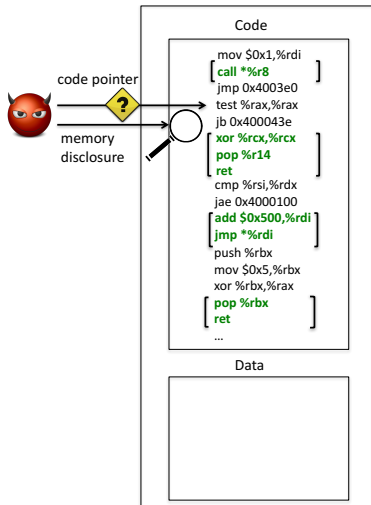 Code
mov $0x1,%rdi
call *%r8
jmp 0x4003e0
test %rax,%rax
jb 0x400043e
xor %rcx,%rcx
pop %r14
ret
cmp %rsi,%rdx
jae 0x4000100
add $0x500,%rdi
jmp *%rdi
push %rbx
mov $0x5,%rbx
xor %rbx,%rax
pop %rbx
ret
...
code pointer
?
memory
disclosure
Data